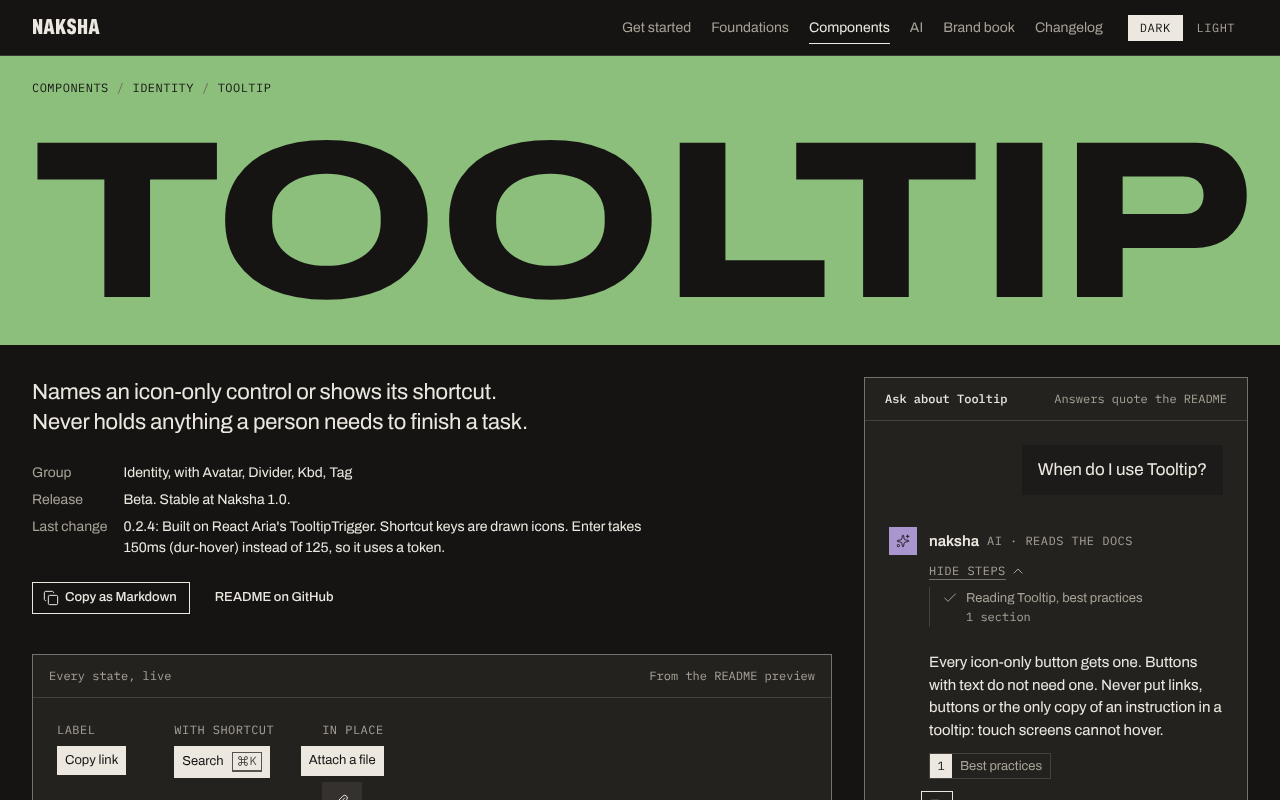 NAKSHA
Get started
Foundations
Components
AI
Brand book
Changelog
DARK
LIGHT
COMPONENTS / IDENTITY / TOOLTIP
TOOLTIP
Names an icon-only control or shows its shortcut.
Never holds anything a person needs to finish a task.
Group
Identity, with Avatar, Divider, Kbd, Tag
Release
Beta. Stable at Naksha 1.0.
Last change
0.2.4: Built on React Aria's TooltipTrigger. Shortcut keys are drawn icons. Enter takes
150ms (dur-hover) instead of 125, so it uses a token.
Copy as Markdown
README on GitHub
Every state, live
From the README preview
LABEL
WITH SHORTCUT
IN PLACE
Copy link
Search ⌘K
Attach a file
Ask about Tooltip
Answers quote the README
When do I use Tooltip?
naksha AI · READS THE DOCS
HIDE STEPS
Reading Tooltip, best practices
1 section
Every icon-only button gets one. Buttons
with text do not need one. Never put links,
buttons or the only copy of an instruction in a
tooltip: touch screens cannot hover.
1 Best practices